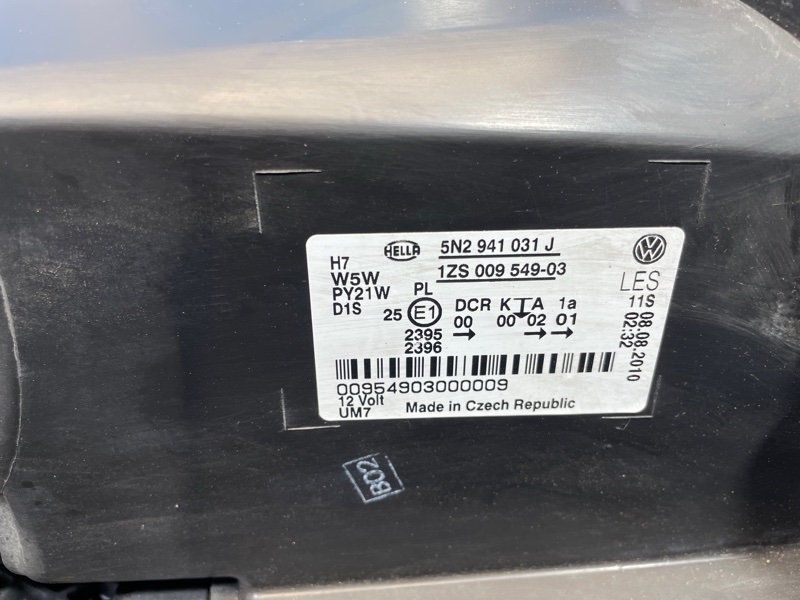 HELLA 5N2 941 031 J
1ZS 009 549-03
H7
W5W
PY21W
D1S
PL
25 E1 DCR K T A 1a
00 00 02 01
2395
2396
LES
11S
08.08.2010
02:32
00954903000009
12 Volt
UM7
Made in Czech Republic
B02